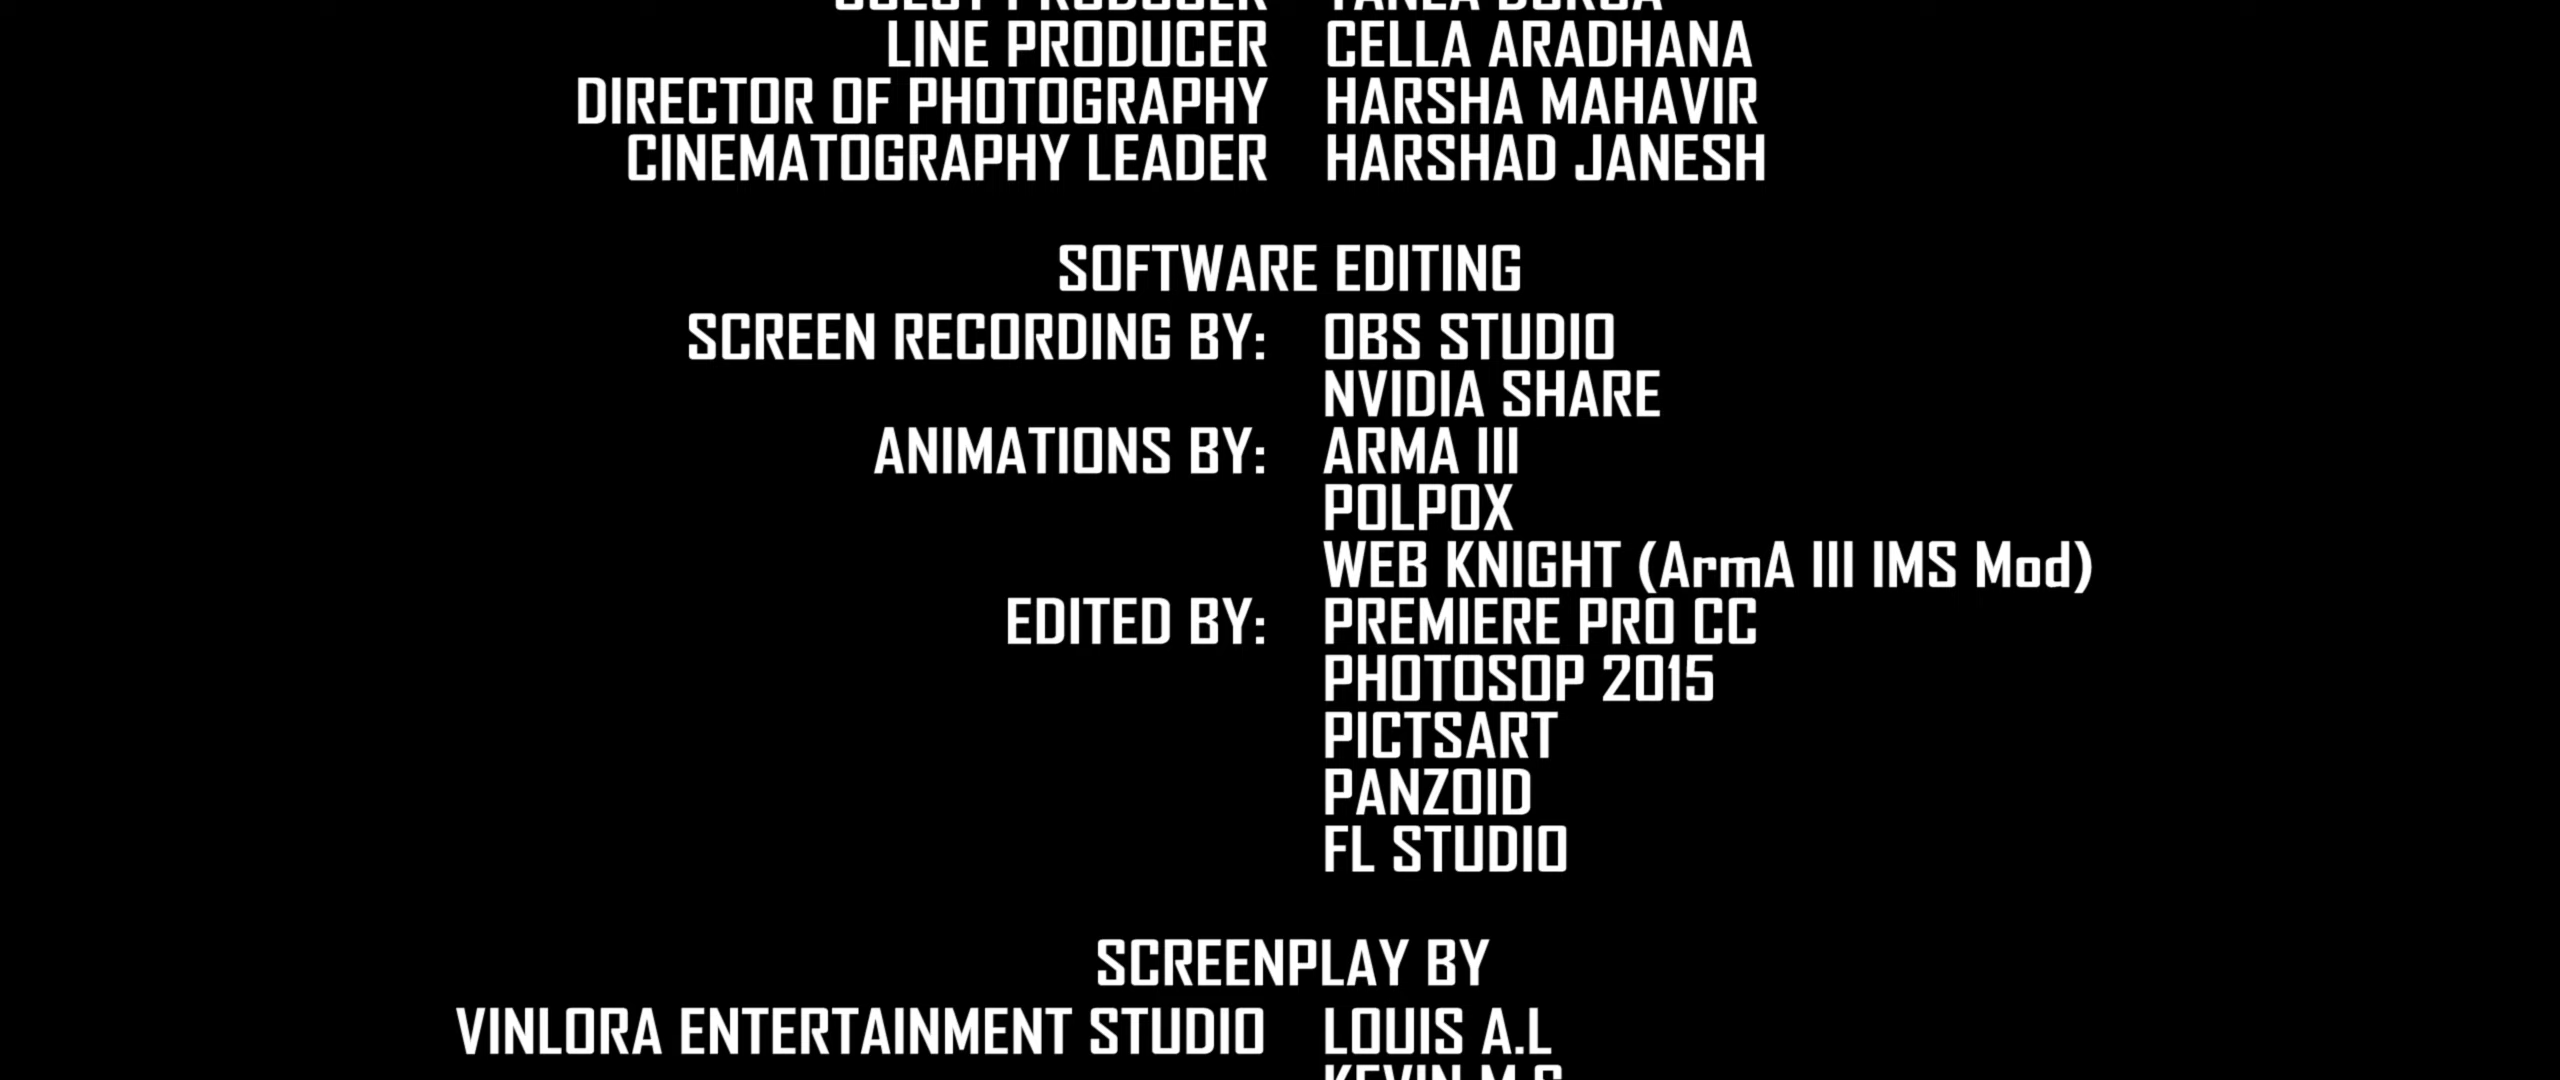 LINE PRODUCER CELLA ARADHANA
DIRECTOR OF PHOTOGRAPHY HARSHA MAHAVIR
CINEMATOGRAPHY LEADER HARSHAD JANESH
SOFTWARE EDITING
SCREEN RECORDING BY: OBS STUDIO
NVIDIA SHARE
ANIMATIONS BY: ARMA III
POLPOX
WEB KNIGHT (ArmA III IMS Mod)
EDITED BY: PREMIERE PRO CC
PHOTOSOP 2015
PICTSART
PANZOID
FL STUDIO
SCREENPLAY BY
VINLORA ENTERTAINMENT STUDIO LOUIS A.L